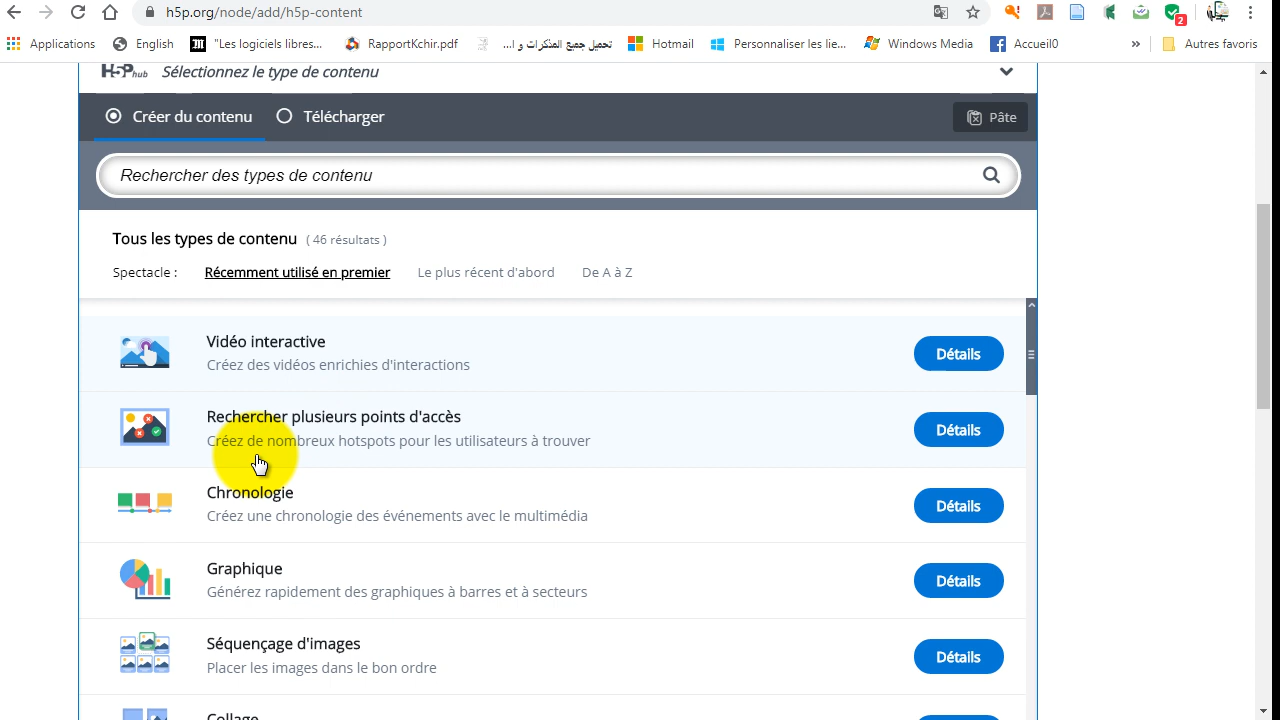 h5p.org/node/add/h5p-content
2
Applications English "Les logiciels libres... RapportKchir.pdf تحميل جميع المذكرات و ا... Hotmail Personnaliser les lie... Windows Media Accueil0 » Autres favoris
H5Phub Sélectionnez le type de contenu
Créer du contenu Télécharger Pâte
Rechercher des types de contenu
Tous les types de contenu ( 46 résultats )
Spectacle : Récemment utilisé en premier Le plus récent d'abord De A à Z
Vidéo interactive
Créez des vidéos enrichies d'interactions
Détails
Rechercher plusieurs points d'accès
Créez de nombreux hotspots pour les utilisateurs à trouver
Détails
Chronologie
Créez une chronologie des événements avec le multimédia
Détails
Graphique
Générez rapidement des graphiques à barres et à secteurs
Détails
Séquençage d'images
Placer les images dans le bon ordre
Détails
Collage